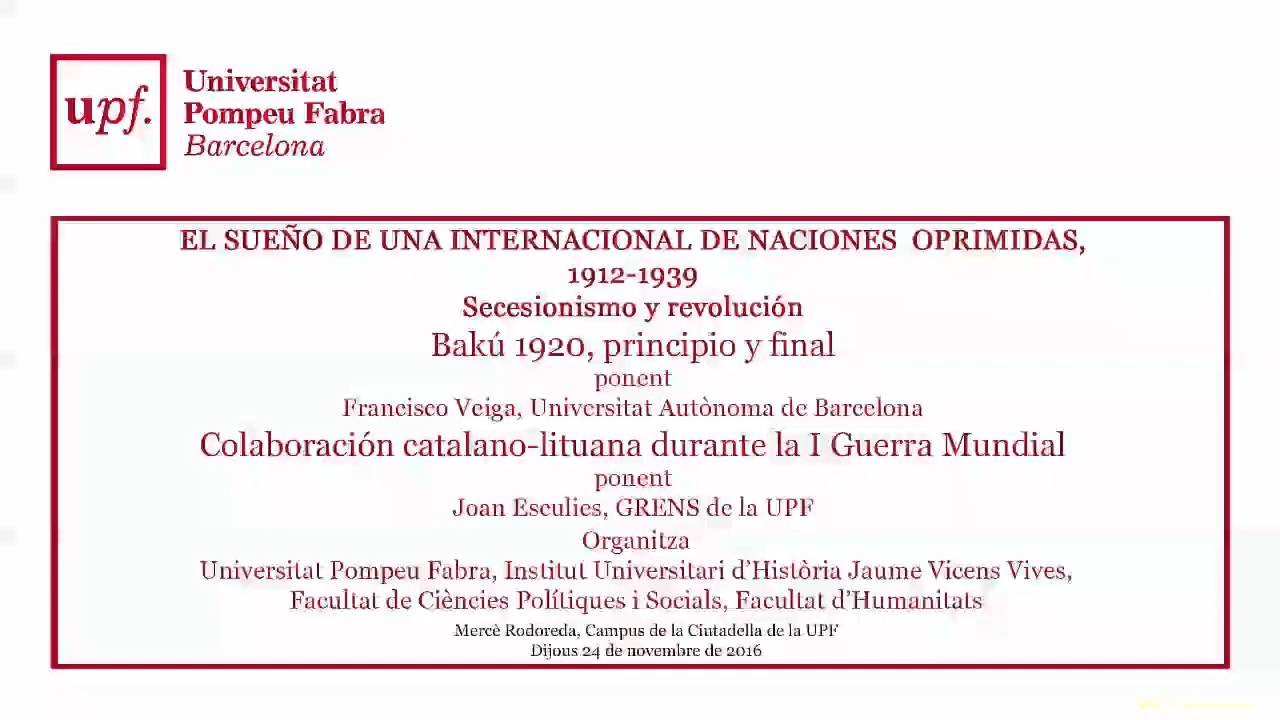 upf.
Universitat
Pompeu Fabra
Barcelona
EL SUEÑO DE UNA INTERNACIONAL DE NACIONES OPRIMIDAS,
1912-1939
Secesionismo y revolución
Bakú 1920, principio y final
ponent
Francisco Veiga, Universitat Autònoma de Barcelona
Colaboración catalano-lituana durante la I Guerra Mundial
ponent
Joan Esculies, GRENS de la UPF
Organitza
Universitat Pompeu Fabra, Institut Universitari d'Història Jaume Vicens Vives,
Facultat de Ciències Polítiques i Socials, Facultat d'Humanitats
Mercè Rodoreda, Campus de la Ciutadella de la UPF
Dijous 24 de novembre de 2016